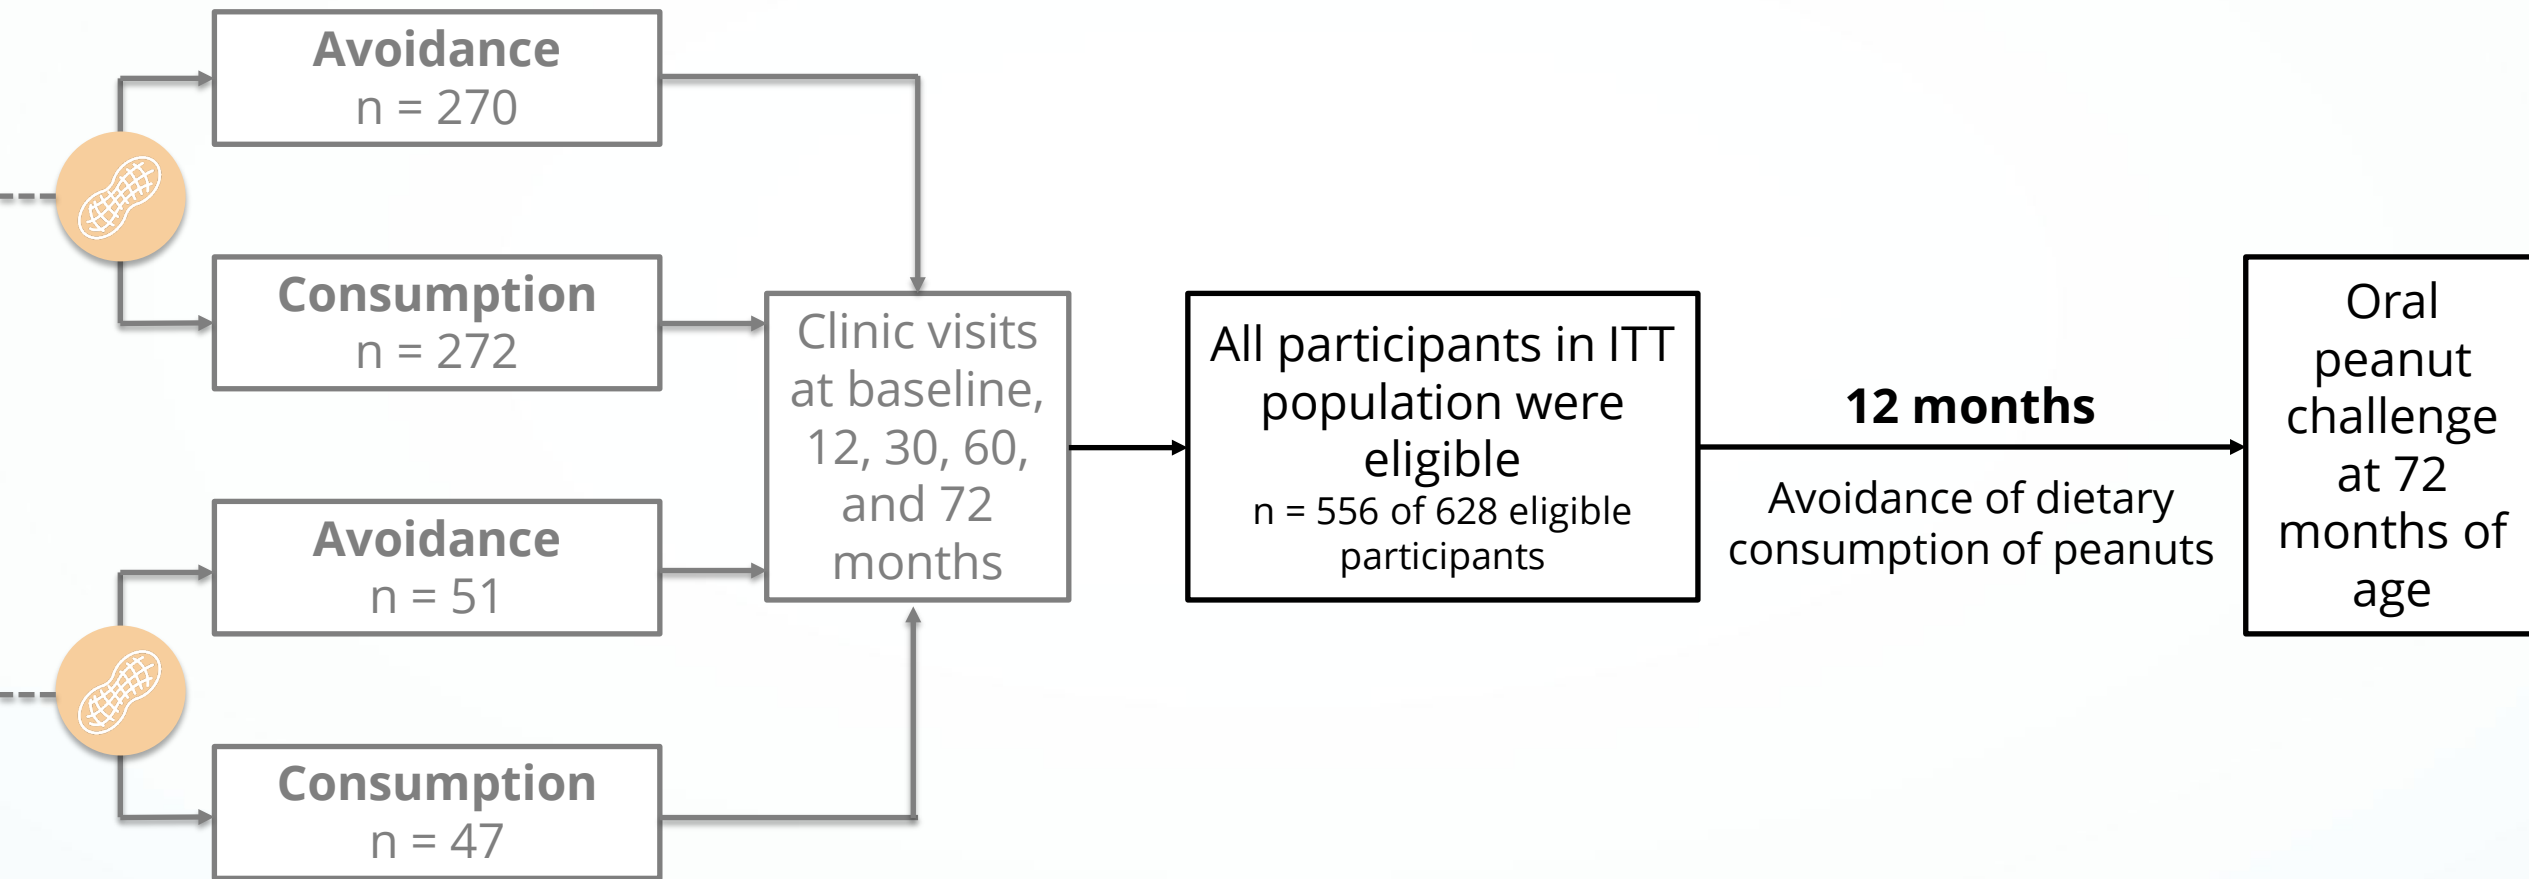 Avoidance
n = 270
Consumption
n = 272
Avoidance
n = 51
Consumption
n = 47
Clinic visits
at baseline,
12, 30, 60,
and 72
months
All participants in ITT
population were
eligible
n = 556 of 628 eligible
participants
12 months
Avoidance of dietary
consumption of peanuts
Oral
peanut
challenge
at 72
months of
age